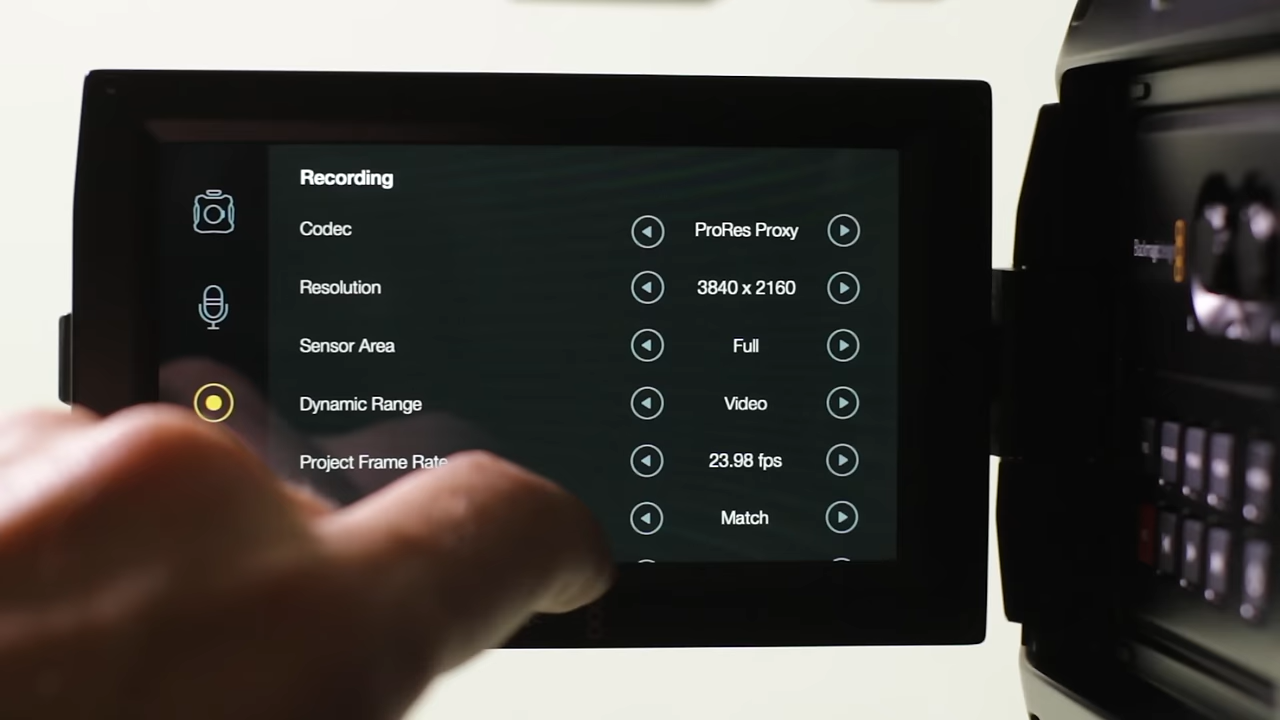 Recording
Codec ProRes Proxy
Resolution 3840 x 2160
Sensor Area Full
Dynamic Range Video
Project Frame Rate 23.98 fps
Match